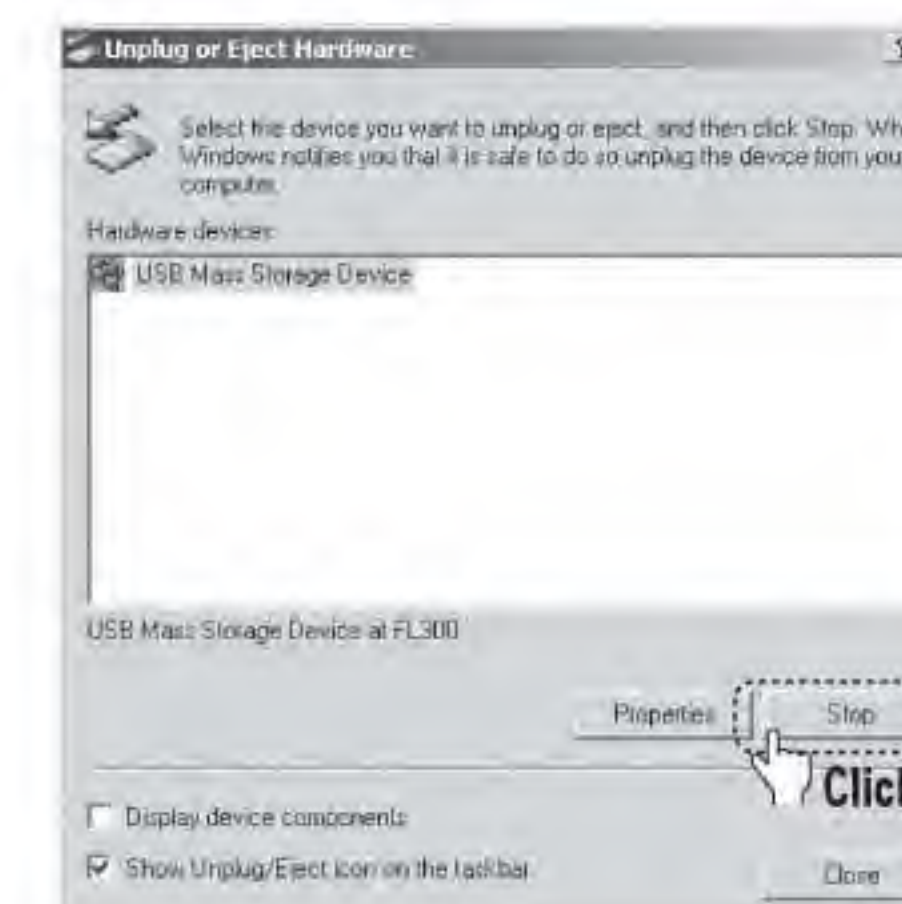 Unplug or Eject Hardware
Select the device you want to unplug or eject, and then click Stop. Wh
Windows notifies you that it is safe to do so unplug the device from you
computer.
Hardware devices:
USB Mass Storage Device
USB Mass Storage Device at FL300
Properties Stop
Click
Display device components
Show Unplug/Eject icon on the taskbar
Close